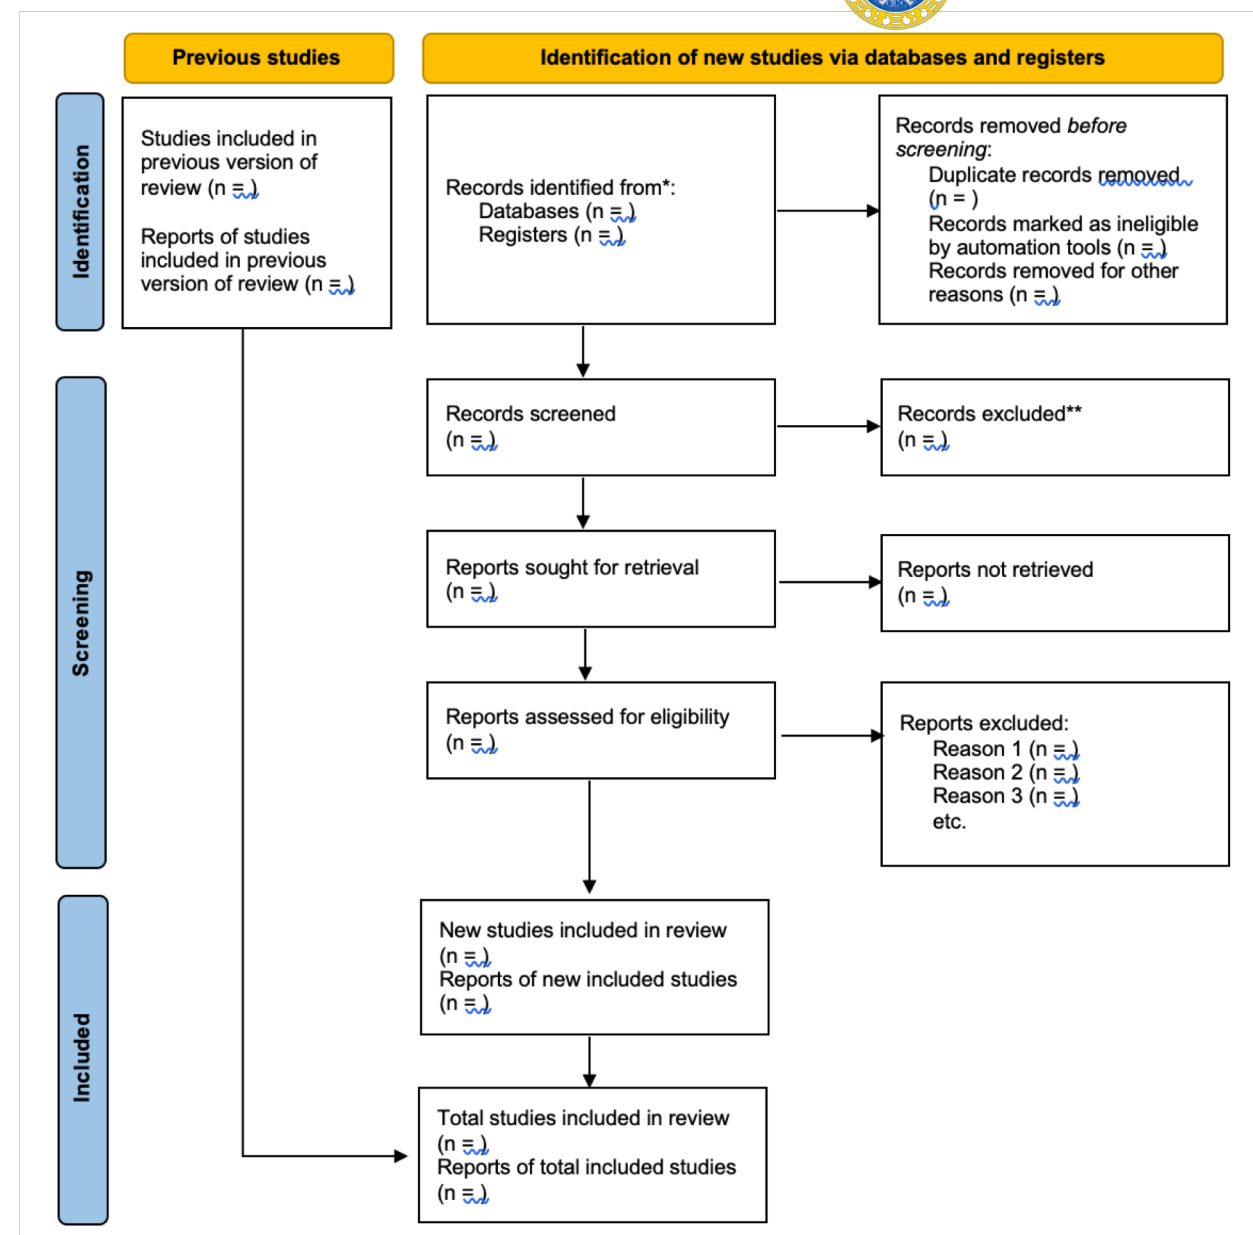 Previous studies
Identification of new studies via databases and registers
Identification
Studies included in
previous version of
review (n = )
Reports of studies
included in previous
version of review (n = )
Records identified from*:
Databases (n = )
Registers (n = )
Records removed before
screening:
Duplicate records removed
(n = )
Records marked as ineligible
by automation tools (n = )
Records removed for other
reasons (n = )
Screening
Records screened
(n = )
Records excluded**
(n = )
Reports sought for retrieval
(n = )
Reports not retrieved
(n = )
Reports assessed for eligibility
(n = )
Reports excluded:
Reason 1 (n = )
Reason 2 (n = )
Reason 3 (n = )
etc.
Included
New studies included in review
(n = )
Reports of new included studies
(n = )
Total studies included in review
(n = )
Reports of total included studies
(n = )